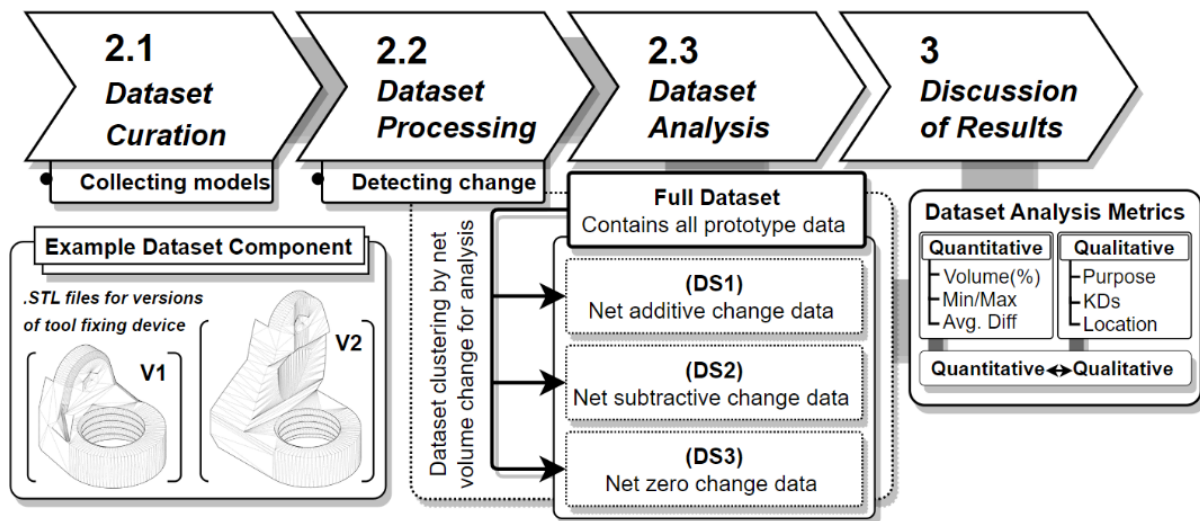 2.1
Dataset
Curation
Collecting models
2.2
Dataset
Processing
Detecting change
2.3
Dataset
Analysis
3
Discussion
of Results
Example Dataset Component
.STL files for versions
of tool fixing device
V1
V2
Dataset clustering by net
volume change for analysis
Full Dataset
Contains all prototype data
(DS1)
Net additive change data
(DS2)
Net subtractive change data
(DS3)
Net zero change data
Dataset Analysis Metrics
Quantitative
Volume(%)
Min/Max
Avg. Diff
Qualitative
Purpose
KDs
Location
Quantitative↔Qualitative